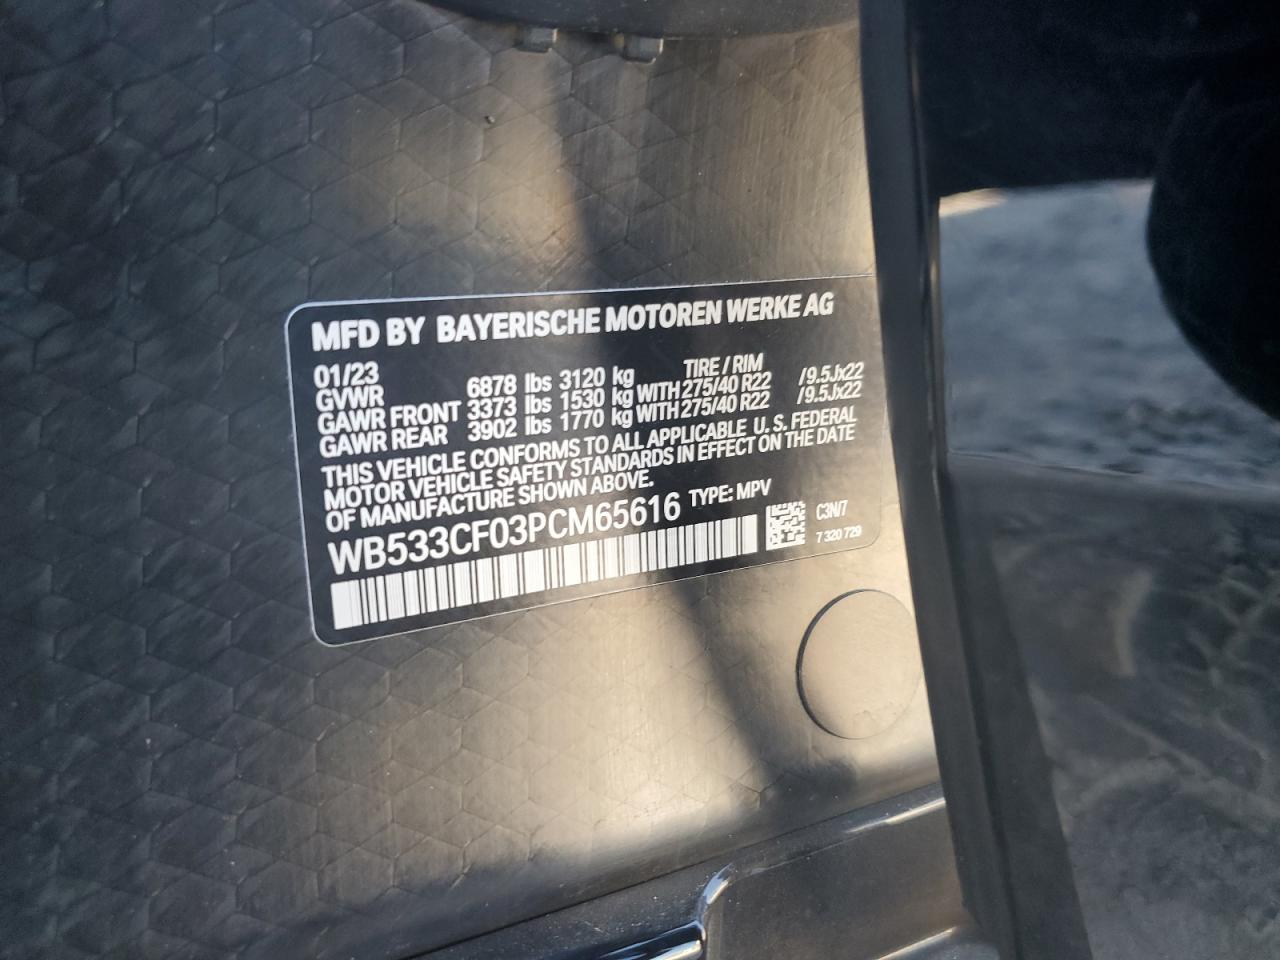 MFD BY BAYERISCHE MOTOREN WERKE AG
01/23 TIRE / RIM
GVWR 6878 lbs 3120 kg
GAWR FRONT 3373 lbs 1530 kg WITH 275/40 R22 /9.5Jx22
GAWR REAR 3902 lbs 1770 kg WITH 275/40 R22 /9.5Jx22
THIS VEHICLE CONFORMS TO ALL APPLICABLE U. S. FEDERAL
MOTOR VEHICLE SAFETY STANDARDS IN EFFECT ON THE DATE
OF MANUFACTURE SHOWN ABOVE.
WB533CF03PCM65616 TYPE: MPV
C3N/7
7 320 729